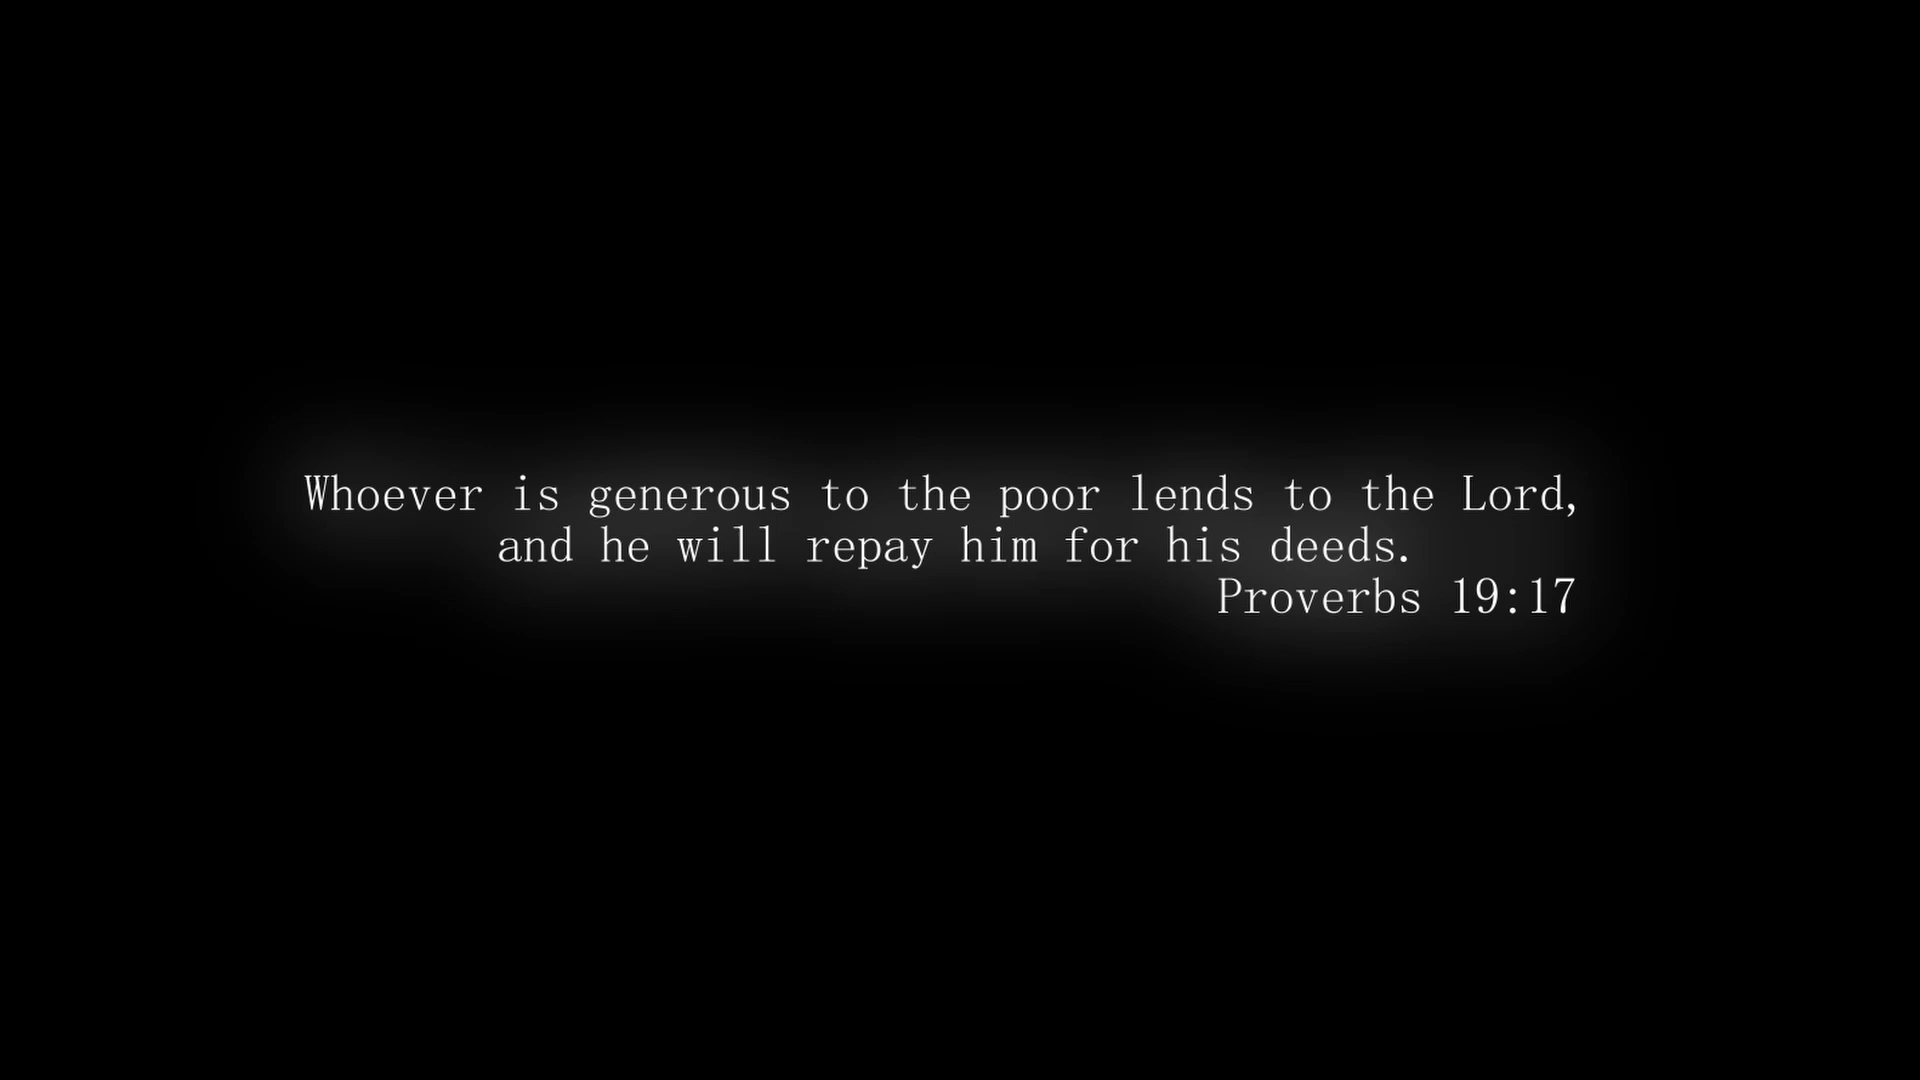 Whoever is generous to the poor lends to the Lord,
and he will repay him for his deeds.
Proverbs 19:17